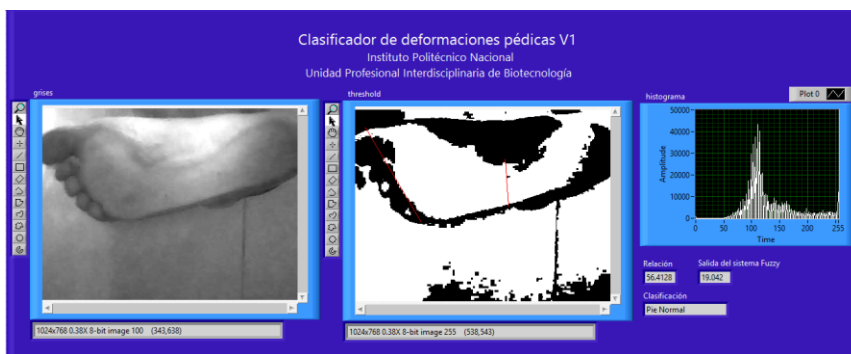 Clasificador de deformaciones pédicas V1
Instituto Politécnico Nacional
Unidad Profesional Interdisciplinaria de Biotecnología
grises
threshold
histograma
Plot 0
50000
40000
30000
20000
10000
0
Amplitude
0 50 100 150 200 255
Time
Relación
56.4128
Salida del sistema Fuzzy
19.042
Clasificación
Pie Normal
1024x768 0.38X 8-bit image 100 (343,638)
1024x768 0.38X 8-bit image 255 (538,543)